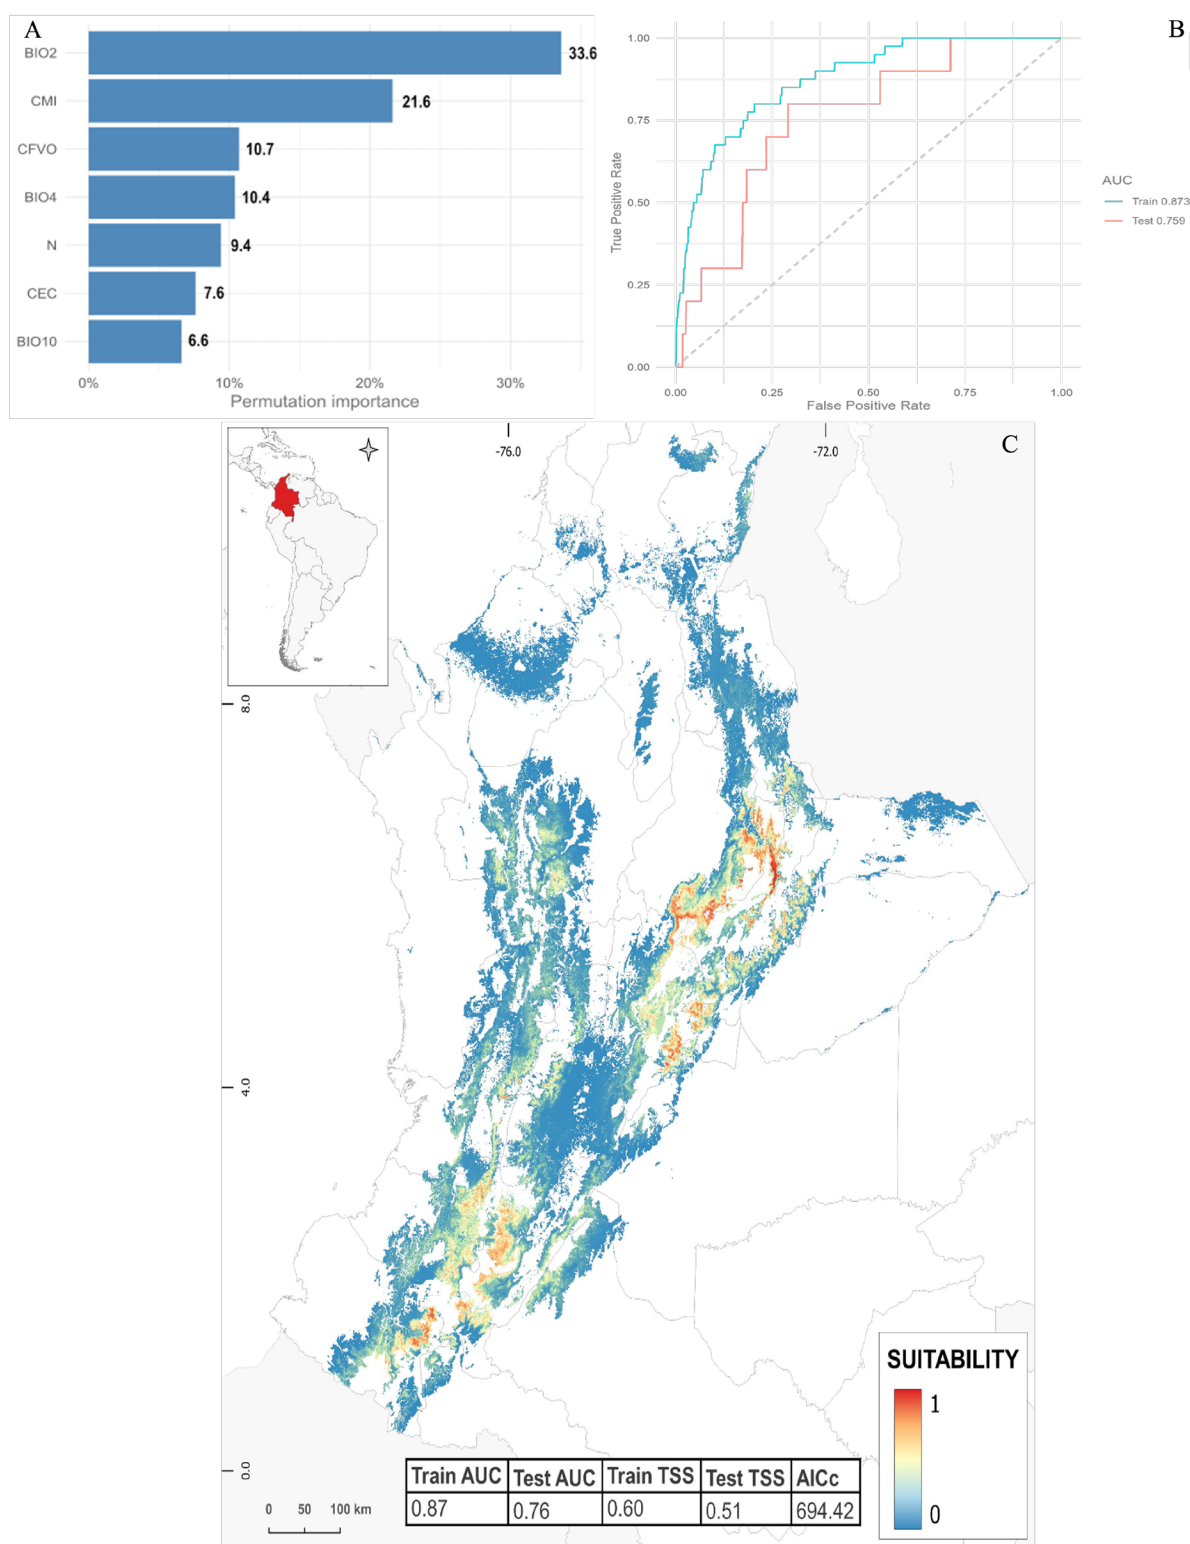 A
BIO2 33.6
CMI 21.6
CFVO 10.7
BIO4 10.4
N 9.4
CEC 7.6
BIO10 6.6
0% 10% 20% 30%
Permutation importance
B
1.00
0.75
0.50
0.25
0.00
True Positive Rate
0.00 0.25 0.50 0.75 1.00
False Positive Rate
AUC
Train 0.873
Test 0.759
C
-76.0 -72.0
8.0
4.0
0.0
SUITABILITY
1
0
0 50 100 km
Train AUC Test AUC Train TSS Test TSS AICc
0.87 0.76 0.60 0.51 694.42